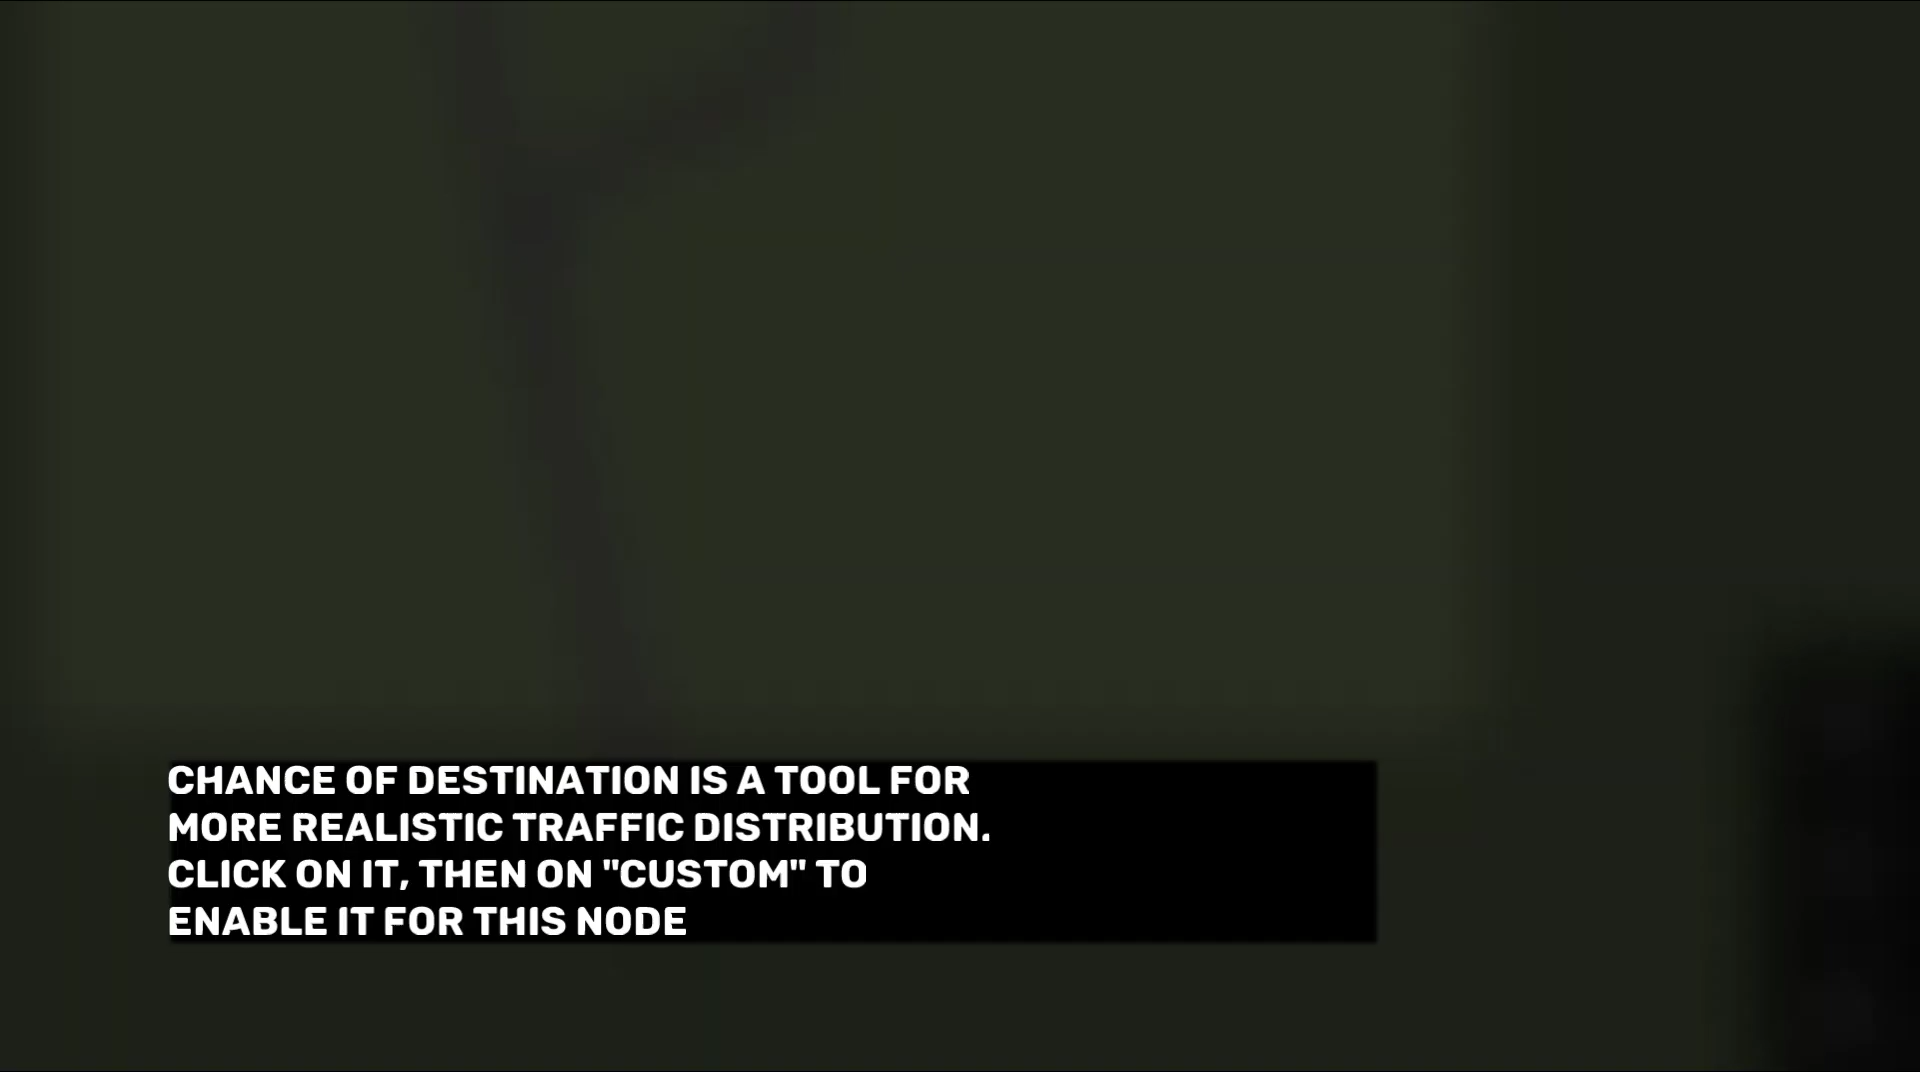 CHANCE OF DESTINATION IS A TOOL FOR
MORE REALISTIC TRAFFIC DISTRIBUTION.
CLICK ON IT, THEN ON "CUSTOM" TO
ENABLE IT FOR THIS NODE